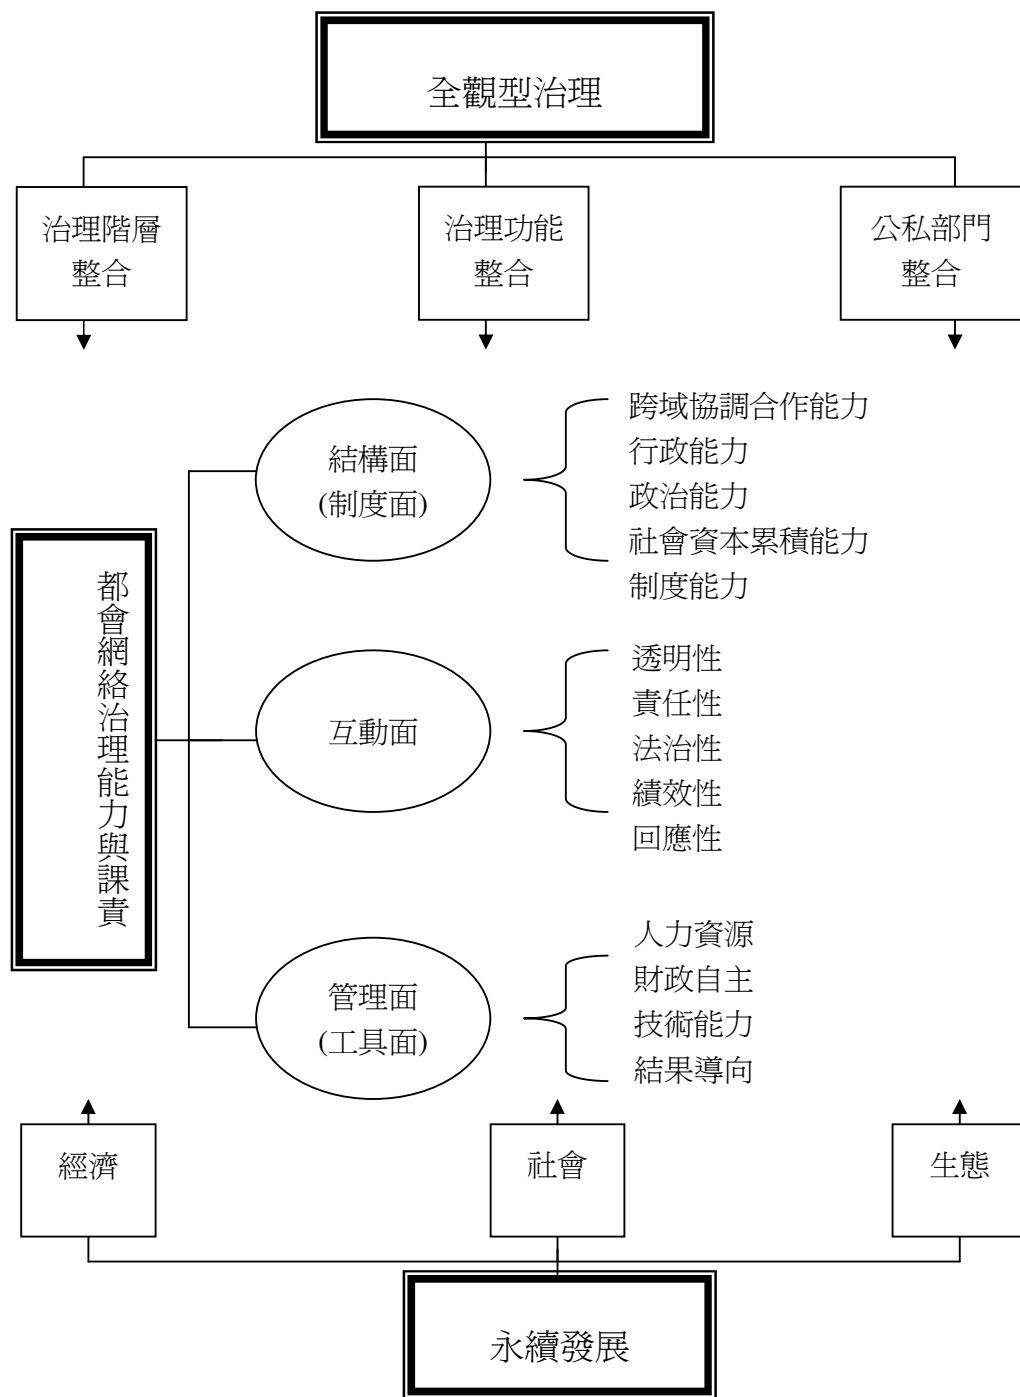 全觀型治理
治理階層
整合
治理功能
整合
公私部門
整合
都會網絡治理能力與課責
結構面
(制度面)
跨域協調合作能力
行政能力
政治能力
社會資本累積能力
制度能力
互動面
透明性
責任性
法治性
績效性
回應性
管理面
(工具面)
人力資源
財政自主
技術能力
結果導向
經濟
社會
生態
永續發展